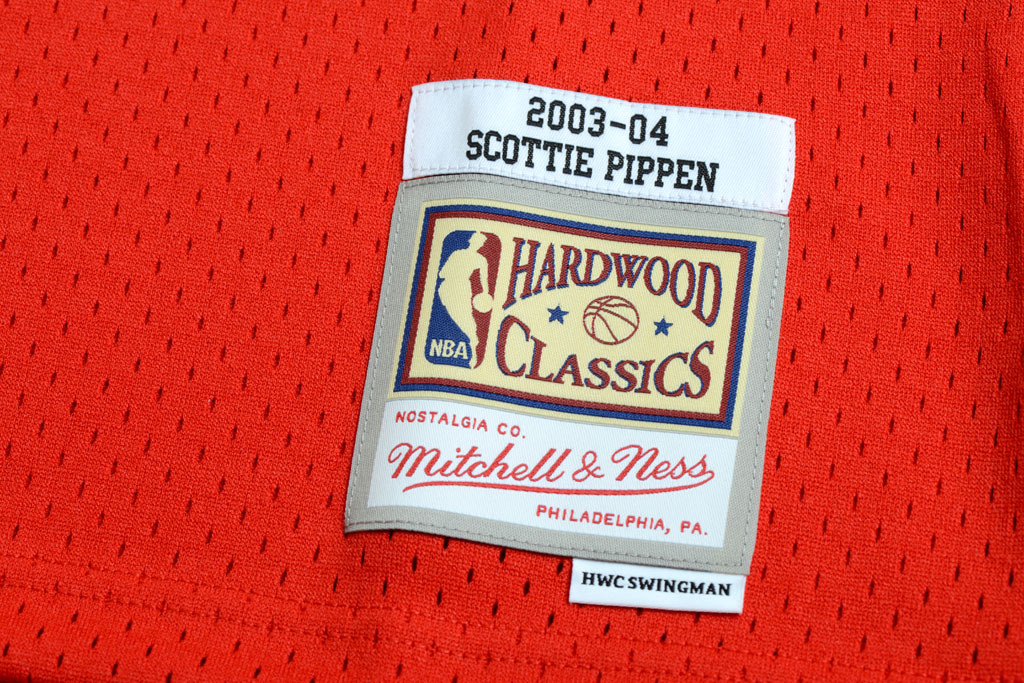 2003-04
SCOTTIE PIPPEN
HARDWOOD
CLASSICS
NBA
NOSTALGIA CO.
Mitchell & Ness
PHILADELPHIA, PA.
HWC SWINGMAN